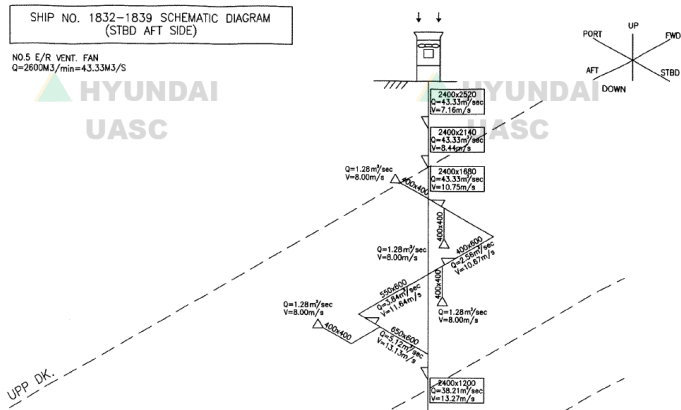 SHIP NO. 1832-1839 SCHEMATIC DIAGRAM
(STBD AFT SIDE)
NO.5 E/R VENT. FAN
Q=2600M3/min=43.33M3/S
HYUNDAI
UASC
HYUNDAI
UASC
UP
PORT
FWD
AFT
STBD
DOWN
2400x2520
Q=43.33m³/sec
V=7.16m/s
2400x2140
Q=43.33m³/sec
V=8.44m/s
2400x1680
Q=43.33m³/sec
V=10.75m/s
Q=1.28m³/sec
V=8.00m/s
400x400
400x400
Q=1.28m³/sec
V=8.00m/s
400x600
Q=2.56m³/sec
V=10.67m/s
400x400
Q=1.28m³/sec
V=8.00m/s
550x600
Q=3.84m³/sec
V=11.64m/s
Q=1.28m³/sec
V=8.00m/s
400x400
650x600
Q=5.12m³/sec
V=13.13m/s
UPP DK.
2400x1200
Q=38.21m³/sec
V=13.27m/s